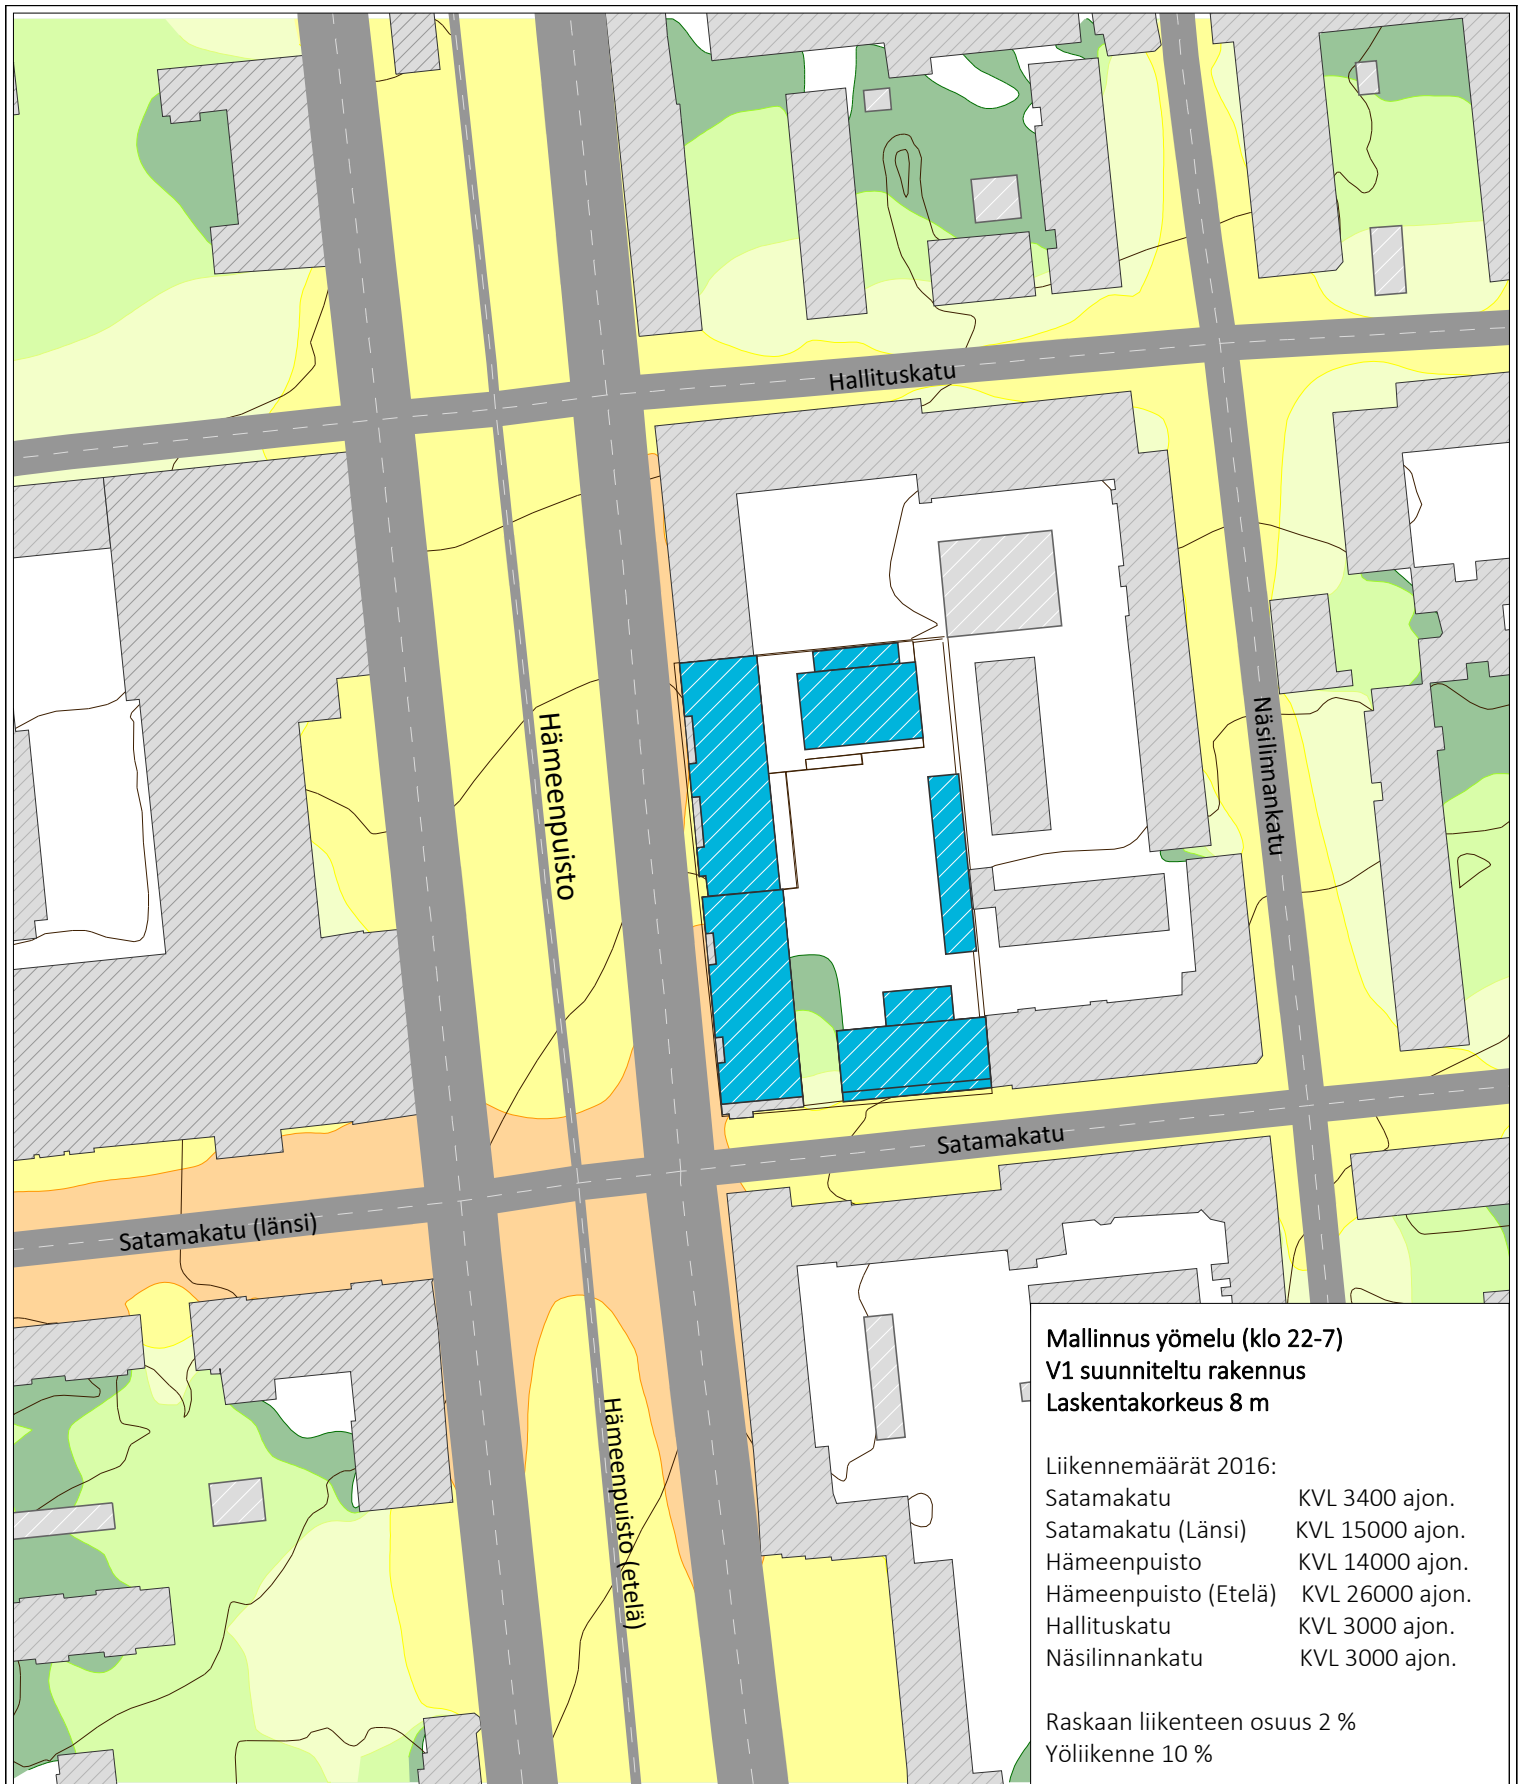 Hallituskatu
Hämeenpuisto
Näsilinnankatu
Satamakatu
Satamakatu (länsi)
Hämeenpuisto (etelä)
Mallinnus yömelu (klo 22-7)
V1 suunniteltu rakennus
Laskentakorkeus 8 m
Liikennemäärät 2016:
Satamakatu KVL 3400 ajon.
Satamakatu (Länsi) KVL 15000 ajon.
Hämeenpuisto KVL 14000 ajon.
Hämeenpuisto (Etelä) KVL 26000 ajon.
Hallituskatu KVL 3000 ajon.
Näsilinnankatu KVL 3000 ajon.
Raskaan liikenteen osuus 2 %
Yöliikenne 10 %